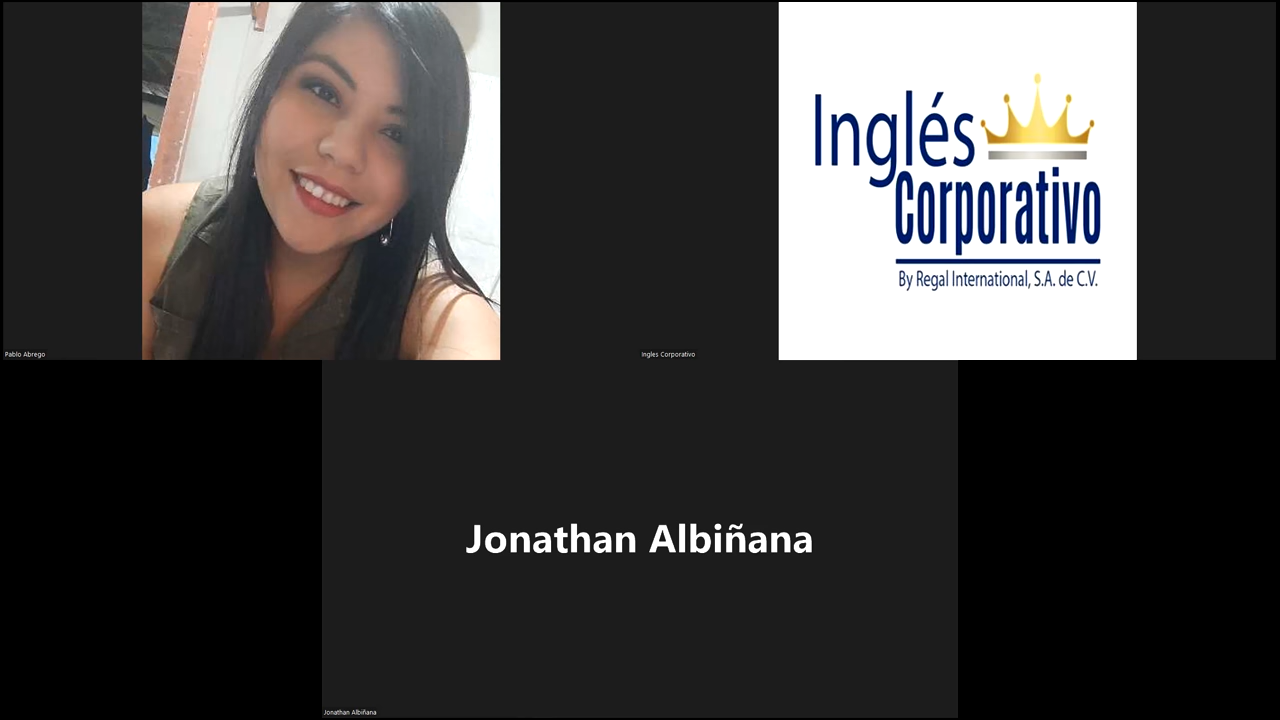 Inglés
Corporativo
By Regal International, S.A. de C.V.
Pablo Abrego
Ingles Corporativo
Jonathan Albiñana
Jonathan Albiñana